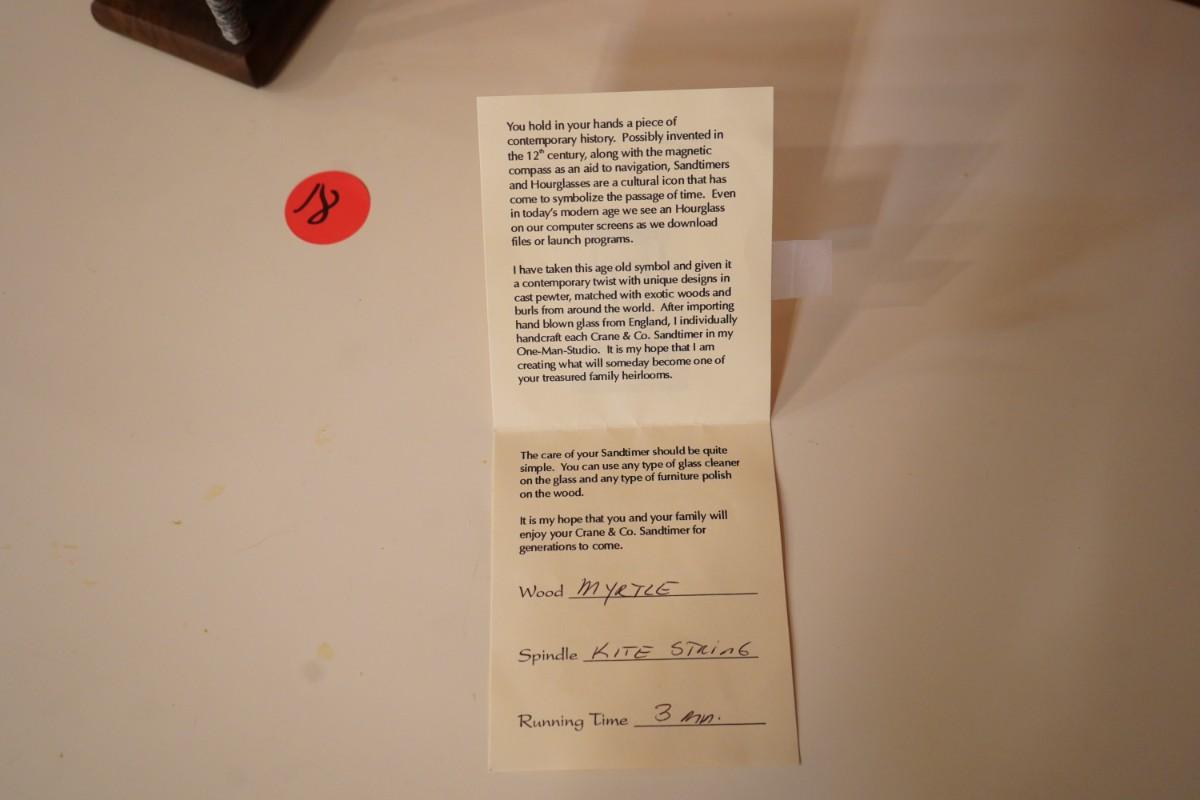 18
You hold in your hands a piece of
contemporary history. Possibly invented in
the 12th century, along with the magnetic
compass as an aid to navigation, Sandtimers
and Hourglasses are a cultural icon that has
come to symbolize the passage of time. Even
in today's modern age we see an Hourglass
on our computer screens as we download
files or launch programs.
I have taken this age old symbol and given it
a contemporary twist with unique designs in
cast pewter, matched with exotic woods and
burls from around the world. After importing
hand blown glass from England, I individually
handcraft each Crane & Co. Sandtimer in my
One-Man-Studio. It is my hope that I am
creating what will someday become one of
your treasured family heirlooms.
The care of your Sandtimer should be quite
simple. You can use any type of glass cleaner
on the glass and any type of furniture polish
on the wood.
It is my hope that you and your family will
enjoy your Crane & Co. Sandtimer for
generations to come.
Wood MYRTLE
Spindle KITE STRING
Running Time 3 min.